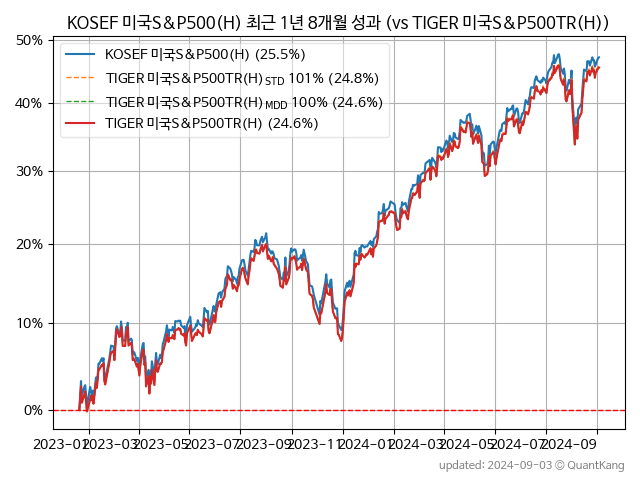 KOSEF 미국S&P500(H) 최근 1년 8개월 성과 (vs TIGER 미국S&P500TR(H))
50%
40%
30%
20%
10%
0%
KOSEF 미국S&P500(H) (25.5%)
TIGER 미국S&P500TR(H) STD 101% (24.8%)
TIGER 미국S&P500TR(H) MDD 100% (24.6%)
TIGER 미국S&P500TR(H) (24.6%)
2023-01 2023-03 2023-05 2023-07 2023-09 2023-11 2024-01 2024-03 2024-05 2024-07 2024-09
updated: 2024-09-03 © QuantKang